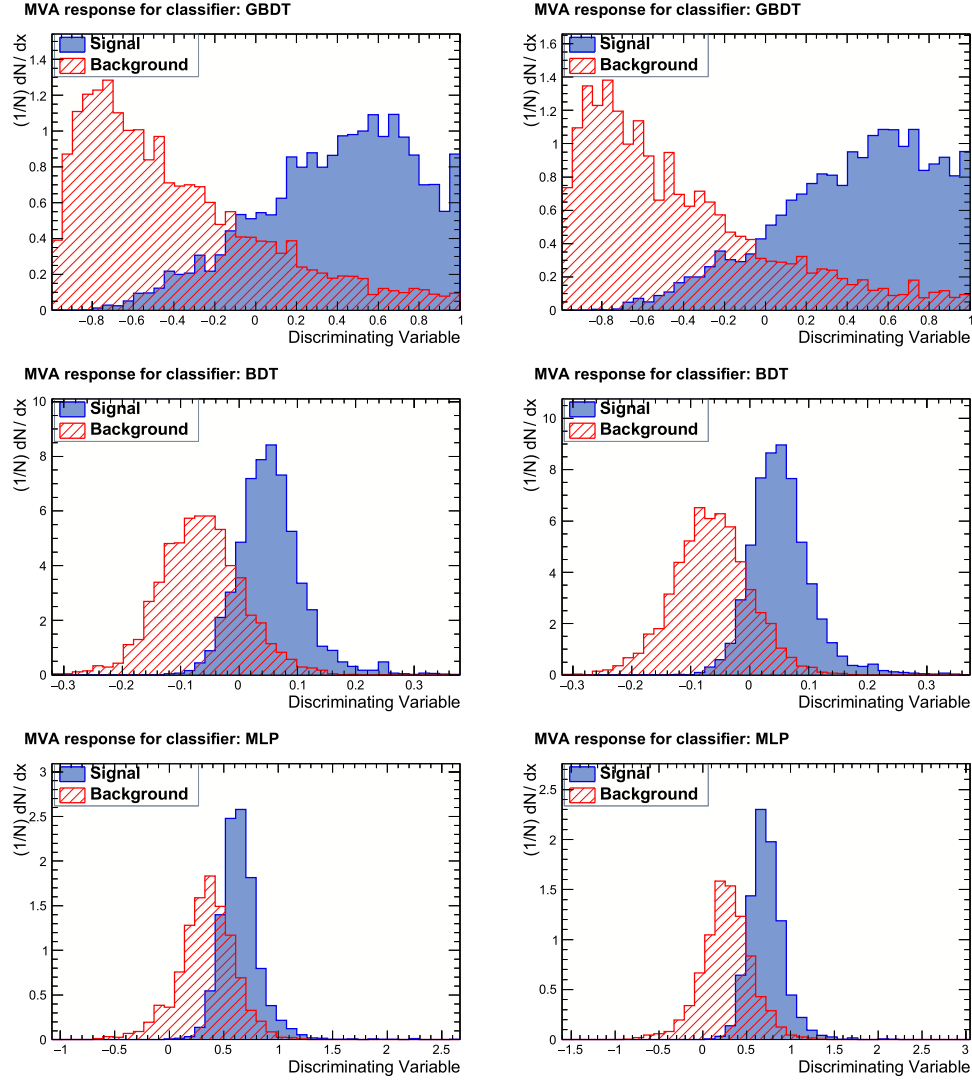 MVA response for classifier: GBDT
(1/N) dN/ dx
Signal
Background
1.4
1.2
1
0.8
0.6
0.4
0.2
0
−0.8 −0.6 −0.4 −0.2 0 0.2 0.4 0.6 0.8 1
Discriminating Variable
MVA response for classifier: GBDT
(1/N) dN/ dx
Signal
Background
1.6
1.4
1.2
1
0.8
0.6
0.4
0.2
0
−0.8 −0.6 −0.4 −0.2 0 0.2 0.4 0.6 0.8 1
Discriminating Variable
MVA response for classifier: BDT
(1/N) dN/ dx
Signal
Background
10
8
6
4
2
0
−0.3 −0.2 −0.1 0 0.1 0.2 0.3
Discriminating Variable
MVA response for classifier: BDT
(1/N) dN/ dx
Signal
Background
10
8
6
4
2
0
−0.3 −0.2 −0.1 0 0.1 0.2 0.3
Discriminating Variable
MVA response for classifier: MLP
(1/N) dN/ dx
Signal
Background
3
2.5
2
1.5
1
0.5
0
−1 −0.5 0 0.5 1 1.5 2 2.5
Discriminating Variable
MVA response for classifier: MLP
(1/N) dN/ dx
Signal
Background
2.5
2
1.5
1
0.5
0
−1.5 −1 −0.5 0 0.5 1 1.5 2 2.5 3
Discriminating Variable